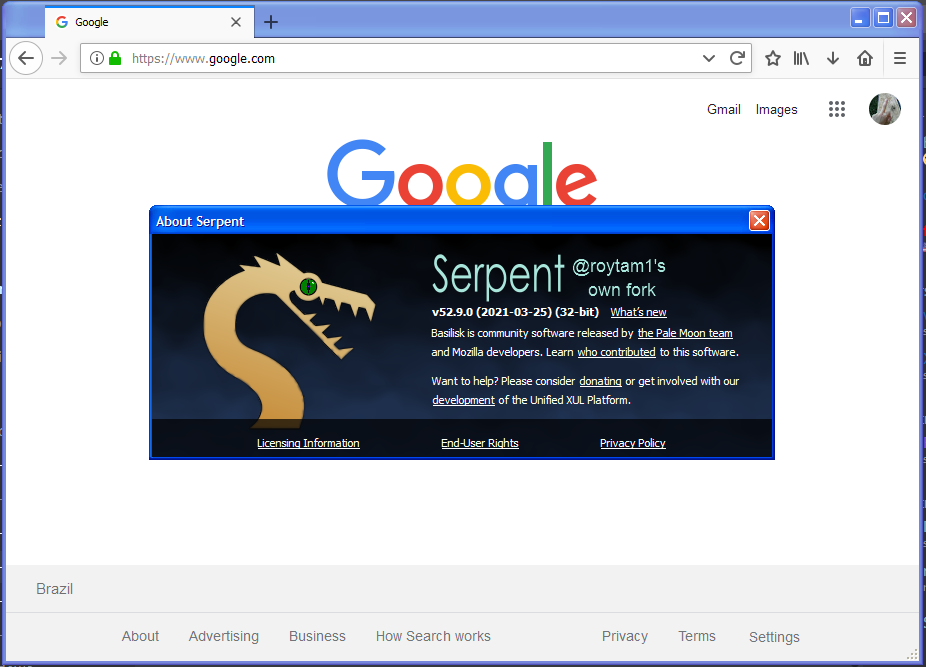 Google
https://www.google.com
Gmail Images
Google
About Serpent
Serpent @roytam1's
own fork
v52.9.0 (2021-03-25) (32-bit) What's new
Basilisk is community software released by the Pale Moon team
and Mozilla developers. Learn who contributed to this software.
Want to help? Please consider donating or get involved with our
development of the Unified XUL Platform.
Licensing Information End-User Rights Privacy Policy
Brazil
About Advertising Business How Search works Privacy Terms Settings